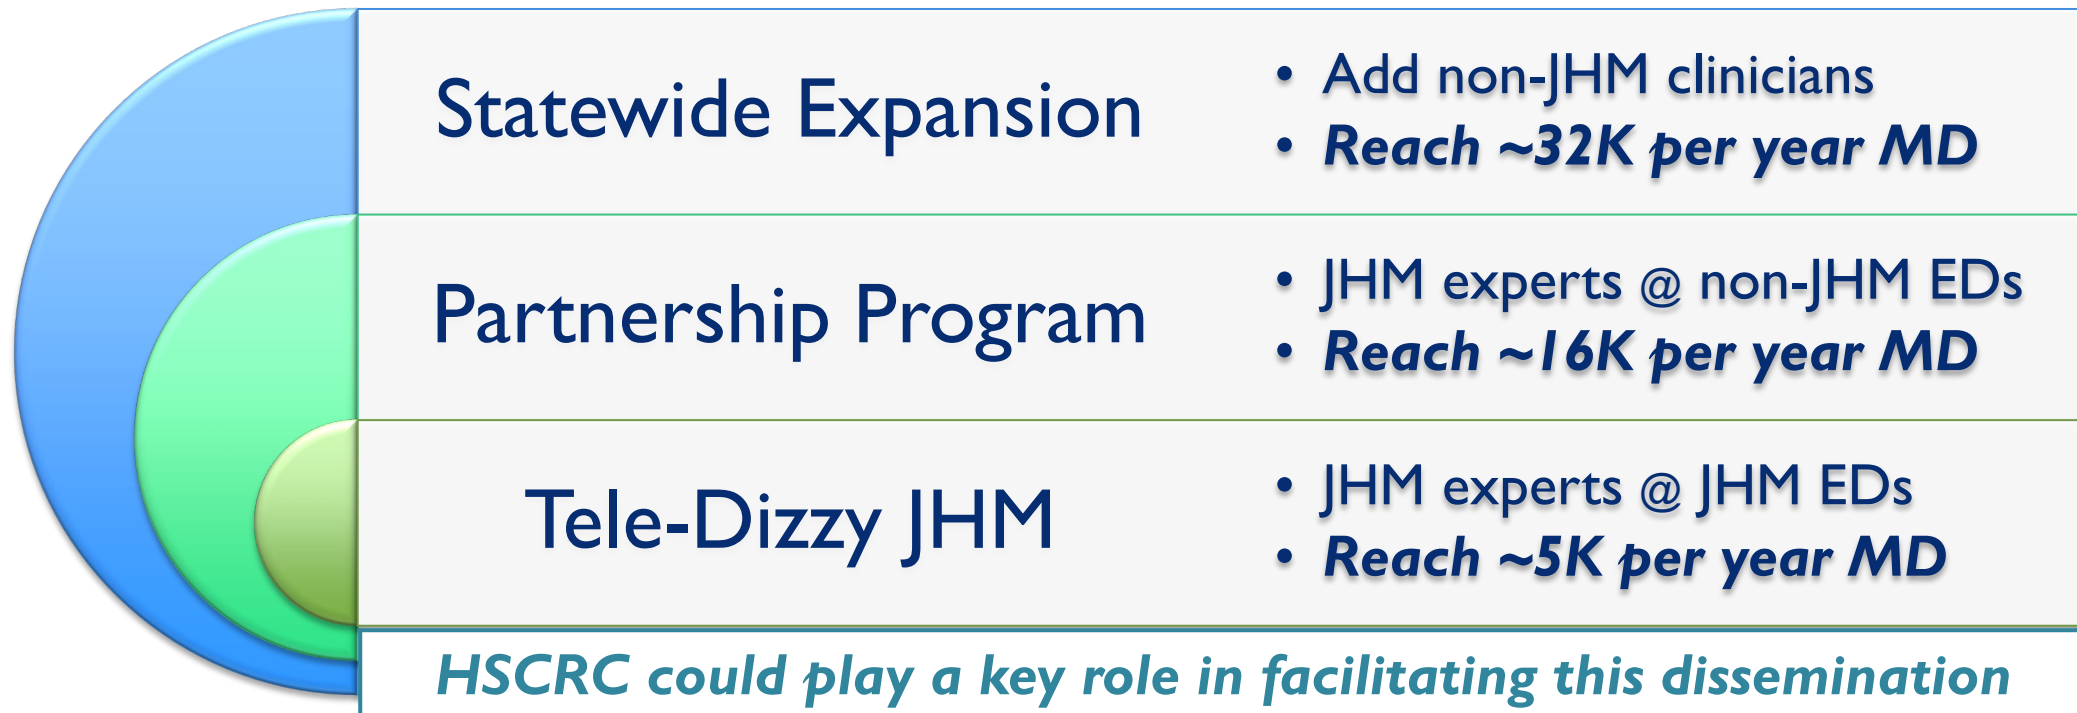 Statewide Expansion
• Add non-JHM clinicians
• Reach ~32K per year MD
Partnership Program
• JHM experts @ non-JHM EDs
• Reach ~16K per year MD
Tele-Dizzy JHM
• JHM experts @ JHM EDs
• Reach ~5K per year MD
HSCRC could play a key role in facilitating this dissemination